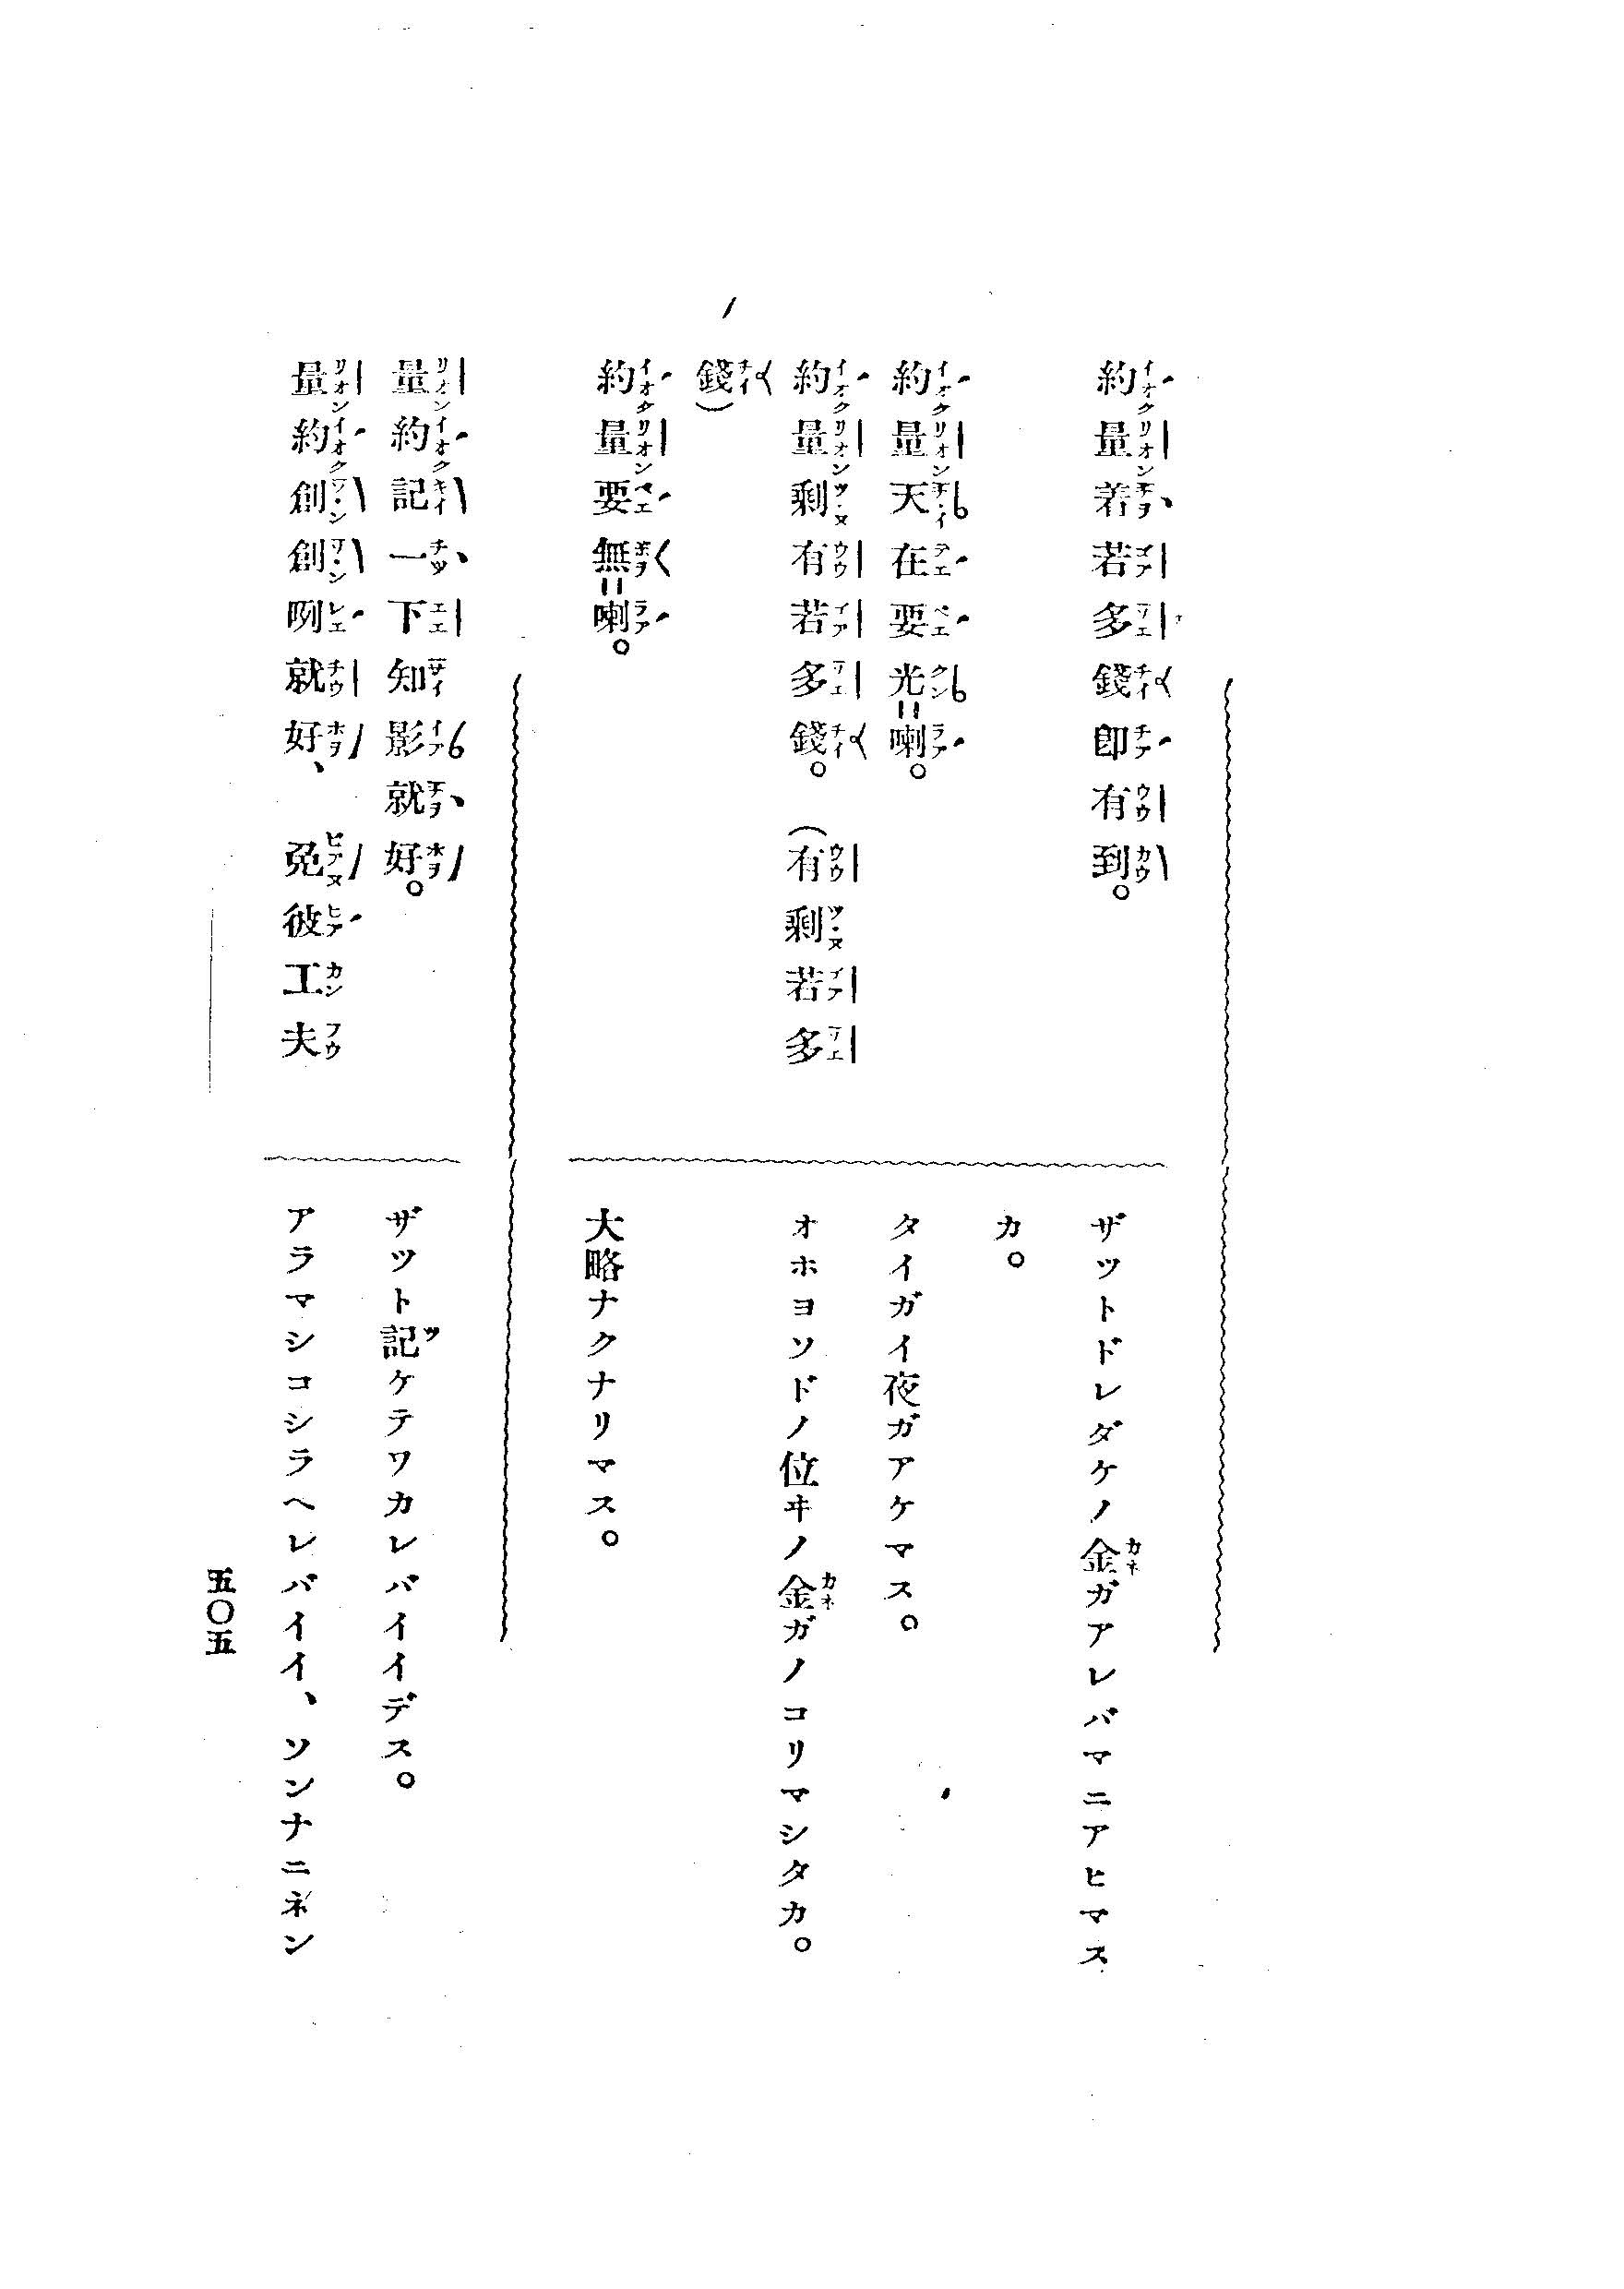 約量着若多錢卽有到。
約量天在要光＝喇。
約量剩有若多錢。（有剩若多
錢）
約量要無＝喇。
量約記一下知影就好。
量約創創咧就好、免彼工夫
ザツトドレダケノ金ガアレバマニアヒマス
カ。
タイガイ夜ガアケマス。
オホヨソドノ位ヰノ金ガノコリマシタカ。
大略ナクナリマス。
ザツト記ケテワカレバイイデス。
アラマシコシラヘレバイイ、ソンナニネン
五〇五